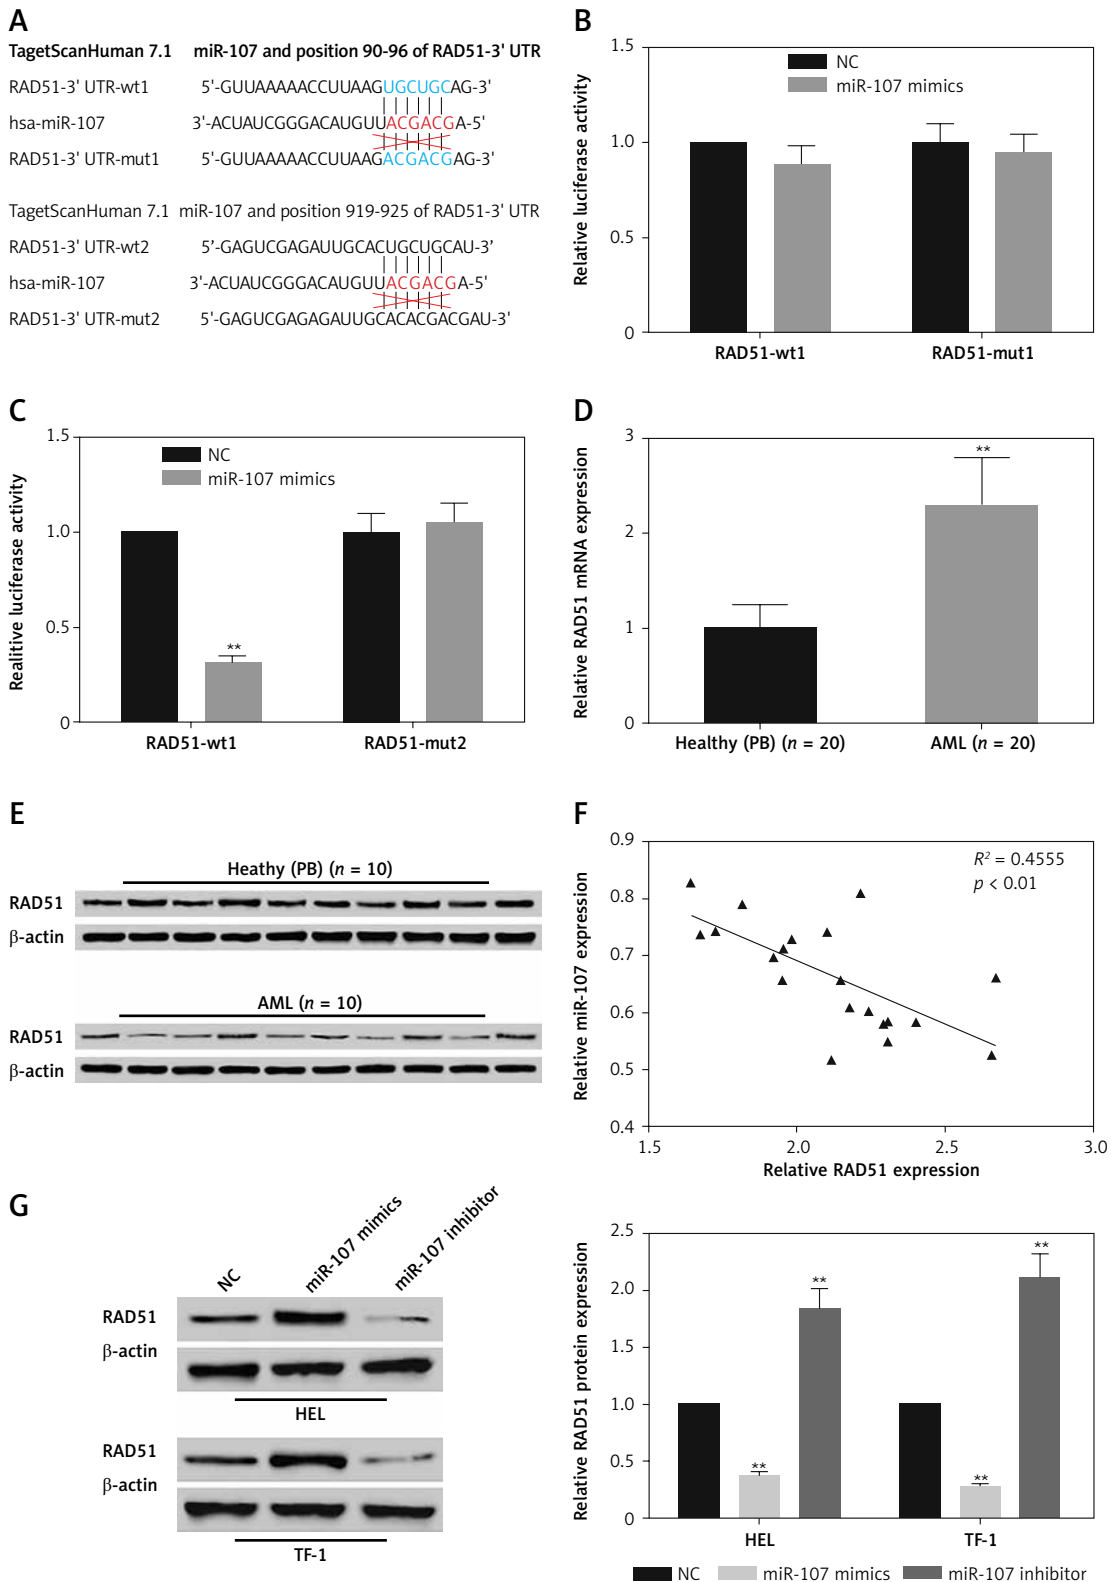 A
TagetScanHuman 7.1 miR-107 and position 90-96 of RAD51-3' UTR
RAD51-3' UTR-wt1 5'-GUUAAAAACCUUAAGUGCUGCAG-3'
hsa-miR-107 3'-ACUAUCGGGACAUGUUACGACGA-5'
RAD51-3' UTR-mut1 5'-GUUAAAAACCUUAAGACGACGAG-3'
TagetScanHuman 7.1 miR-107 and position 919-925 of RAD51-3' UTR
RAD51-3' UTR-wt2 5'-GAGUCGAGAUUGCACUGCUGCAU-3'
hsa-miR-107 3'-ACUAUCGGGACAUGUUACGACGA-5'
RAD51-3' UTR-mut2 5'-GAGUCGAGAGAUUGCACACGACGAU-3'
B
Relative luciferase activity
1.5
1.0
0.5
0
NC
miR-107 mimics
RAD51-wt1 RAD51-mut1
C
Realitive luciferase activity
1.5
1.0
0.5
0
NC
miR-107 mimics
**
RAD51-wt1 RAD51-mut2
D
Relative RAD51 mRNA expression
3
2
1
0
**
Healthy (PB) (n = 20) AML (n = 20)
E
Heathy (PB) (n = 10)
RAD51
β-actin
AML (n = 10)
RAD51
β-actin
F
Relative miR-107 expression
0.9
0.8
0.7
0.6
0.5
0.4
R² = 0.4555
p < 0.01
1.5 2.0 2.5 3.0
Relative RAD51 expression
G
NC miR-107 mimics miR-107 inhibitor
RAD51
β-actin
HEL
RAD51
β-actin
TF-1
Relative RAD51 protein expression
2.5
2.0
1.5
1.0
0.5
0
** ** ** **
HEL TF-1
NC miR-107 mimics miR-107 inhibitor